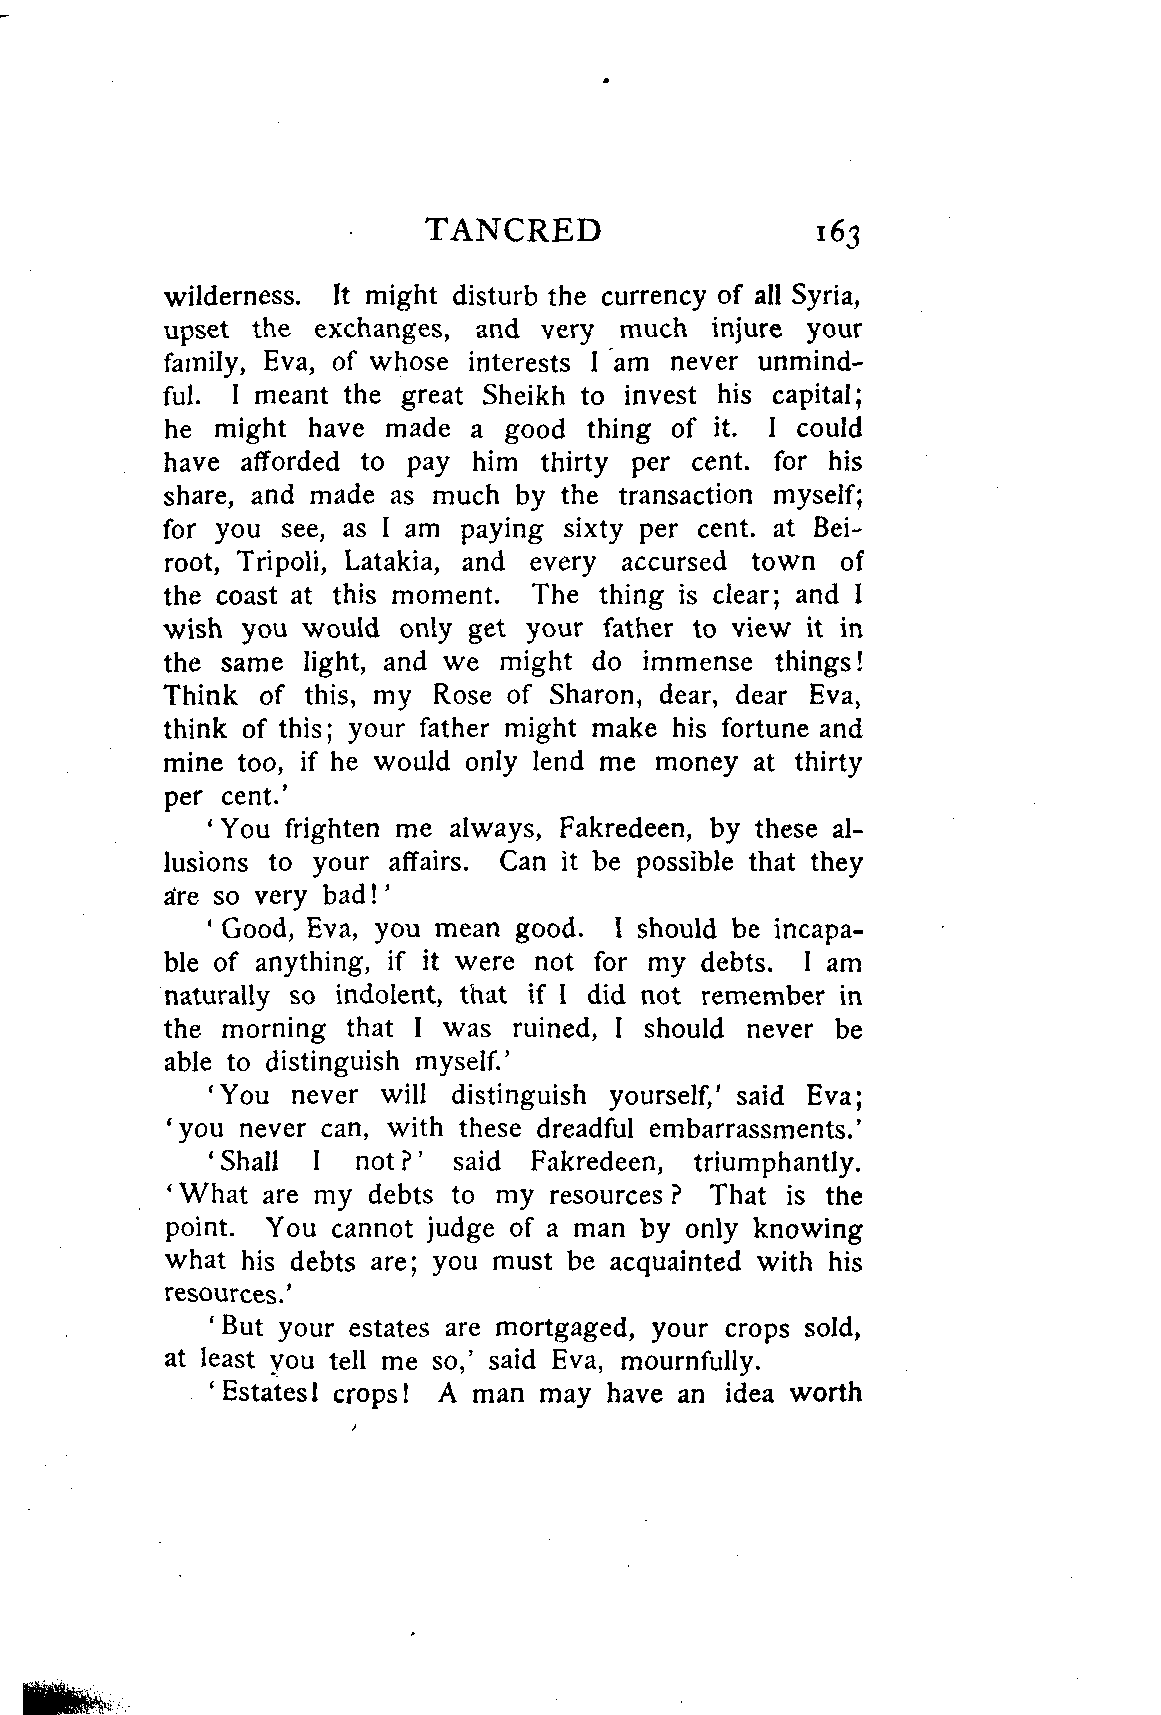 TANCRED 163
wilderness. It might disturb the currency of all Syria,
upset the exchanges, and very much injure your
family, Eva, of whose interests I am never unmind-
ful. I meant the great Sheikh to invest his capital;
he might have made a good thing of it. I could
have afforded to pay him thirty per cent. for his
share, and made as much by the transaction myself;
for you see, as I am paying sixty per cent. at Bei-
root, Tripoli, Latakia, and every accursed town of
the coast at this moment. The thing is clear; and I
wish you would only get your father to view it in
the same light, and we might do immense things!
Think of this, my Rose of Sharon, dear, dear Eva,
think of this; your father might make his fortune and
mine too, if he would only lend me money at thirty
per cent.'
'You frighten me always, Fakredeen, by these al-
lusions to your affairs. Can it be possible that they
are so very bad!'
'Good, Eva, you mean good. I should be incapa-
ble of anything, if it were not for my debts. I am
naturally so indolent, that if I did not remember in
the morning that I was ruined, I should never be
able to distinguish myself.'
'You never will distinguish yourself,' said Eva;
'you never can, with these dreadful embarrassments.'
'Shall I not?' said Fakredeen, triumphantly.
'What are my debts to my resources? That is the
point. You cannot judge of a man by only knowing
what his debts are; you must be acquainted with his
resources.'
'But your estates are mortgaged, your crops sold,
at least you tell me so,' said Eva, mournfully.
'Estates! crops! A man may have an idea worth